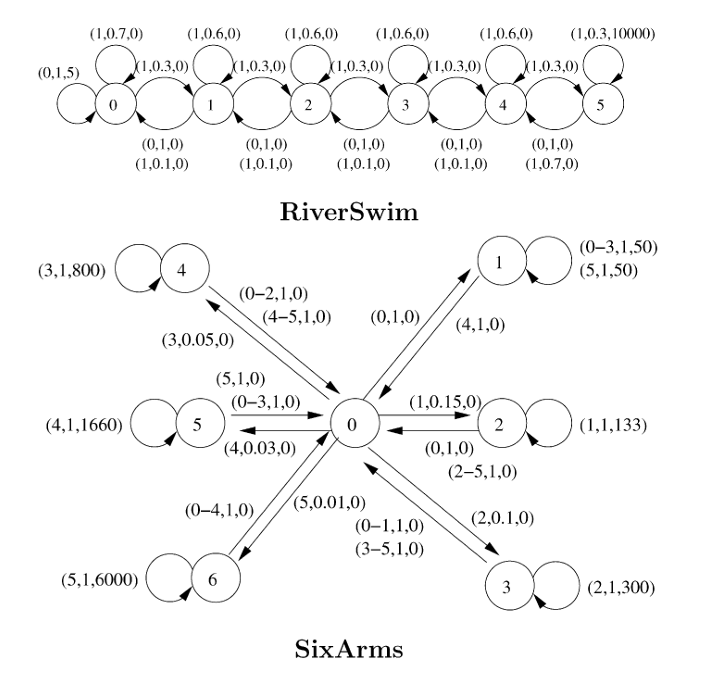 (1,0.7,0) (1,0.6,0) (1,0.6,0) (1,0.6,0) (1,0.6,0) (1,0.3,10000)
(0,1,5) (1,0.3,0) (1,0.3,0) (1,0.3,0) (1,0.3,0) (1,0.3,0)
0 1 2 3 4 5
(0,1,0) (0,1,0) (0,1,0) (0,1,0) (0,1,0)
(1,0.1,0) (1,0.1,0) (1,0.1,0) (1,0.1,0) (1,0.7,0)
RiverSwim
(0−3,1,50)
(3,1,800) 4 1 (5,1,50)
(0−2,1,0)
(4−5,1,0) (0,1,0) (4,1,0)
(3,0.05,0)
(5,1,0)
(0−3,1,0) (1,0.15,0)
(4,1,1660) 5 0 2 (1,1,133)
(4,0.03,0) (0,1,0)
(2−5,1,0)
(0−4,1,0) (5,0.01,0) (2,0.1,0)
(0−1,1,0)
(3−5,1,0)
(5,1,6000) 6 3 (2,1,300)
SixArms